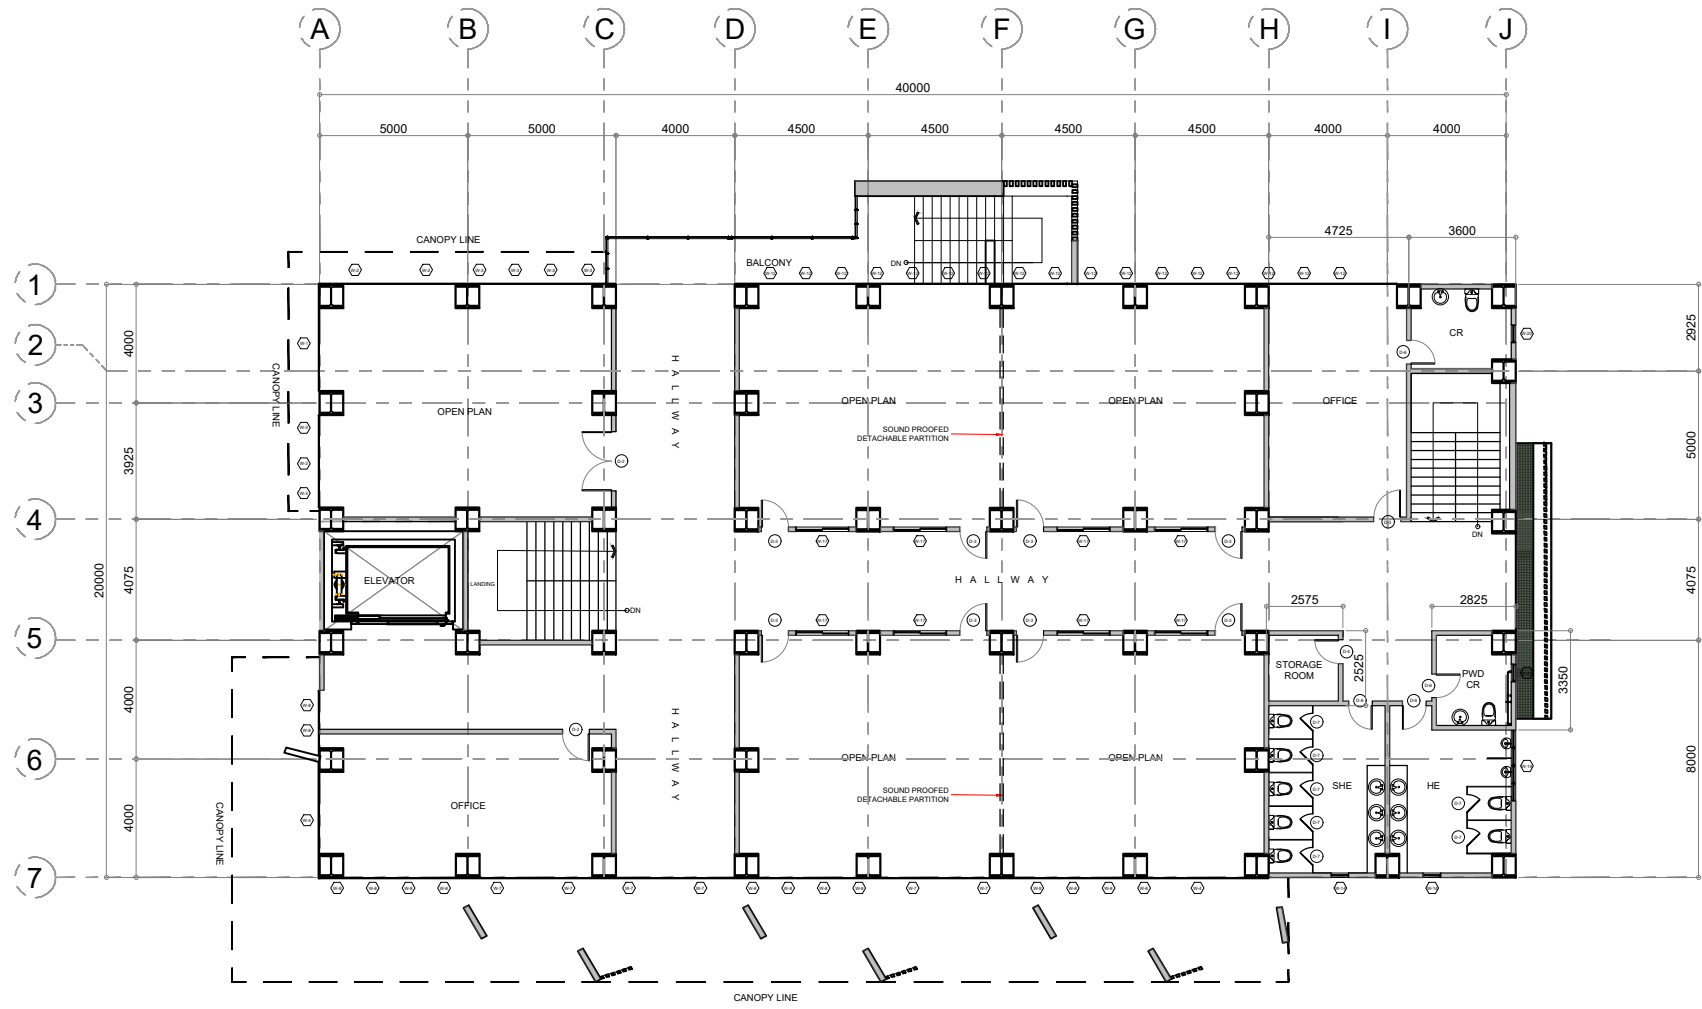 A B C D E F G H I J
40000
5000 5000 4000 4500 4500 4500 4500 4000 4000
4725 3600
CANOPY LINE
BALCONY
DN
1
2
3
4
5
6
7
4000
3925
4075
4000
4000
20000
2925
5000
4075
8000
CANOPY LINE
HALLWAY
CR
OPEN PLAN
OPEN PLAN
OPEN PLAN
OFFICE
SOUND PROOFED
DETACHABLE PARTITION
ELEVATOR
LANDING
DN
HALLWAY
DN
2575
2825
2525
3350
STORAGE
ROOM
PWD
CR
HALLWAY
OPEN PLAN
OPEN PLAN
SOUND PROOFED
DETACHABLE PARTITION
OFFICE
SHE
HE
CANOPY LINE
CANOPY LINE